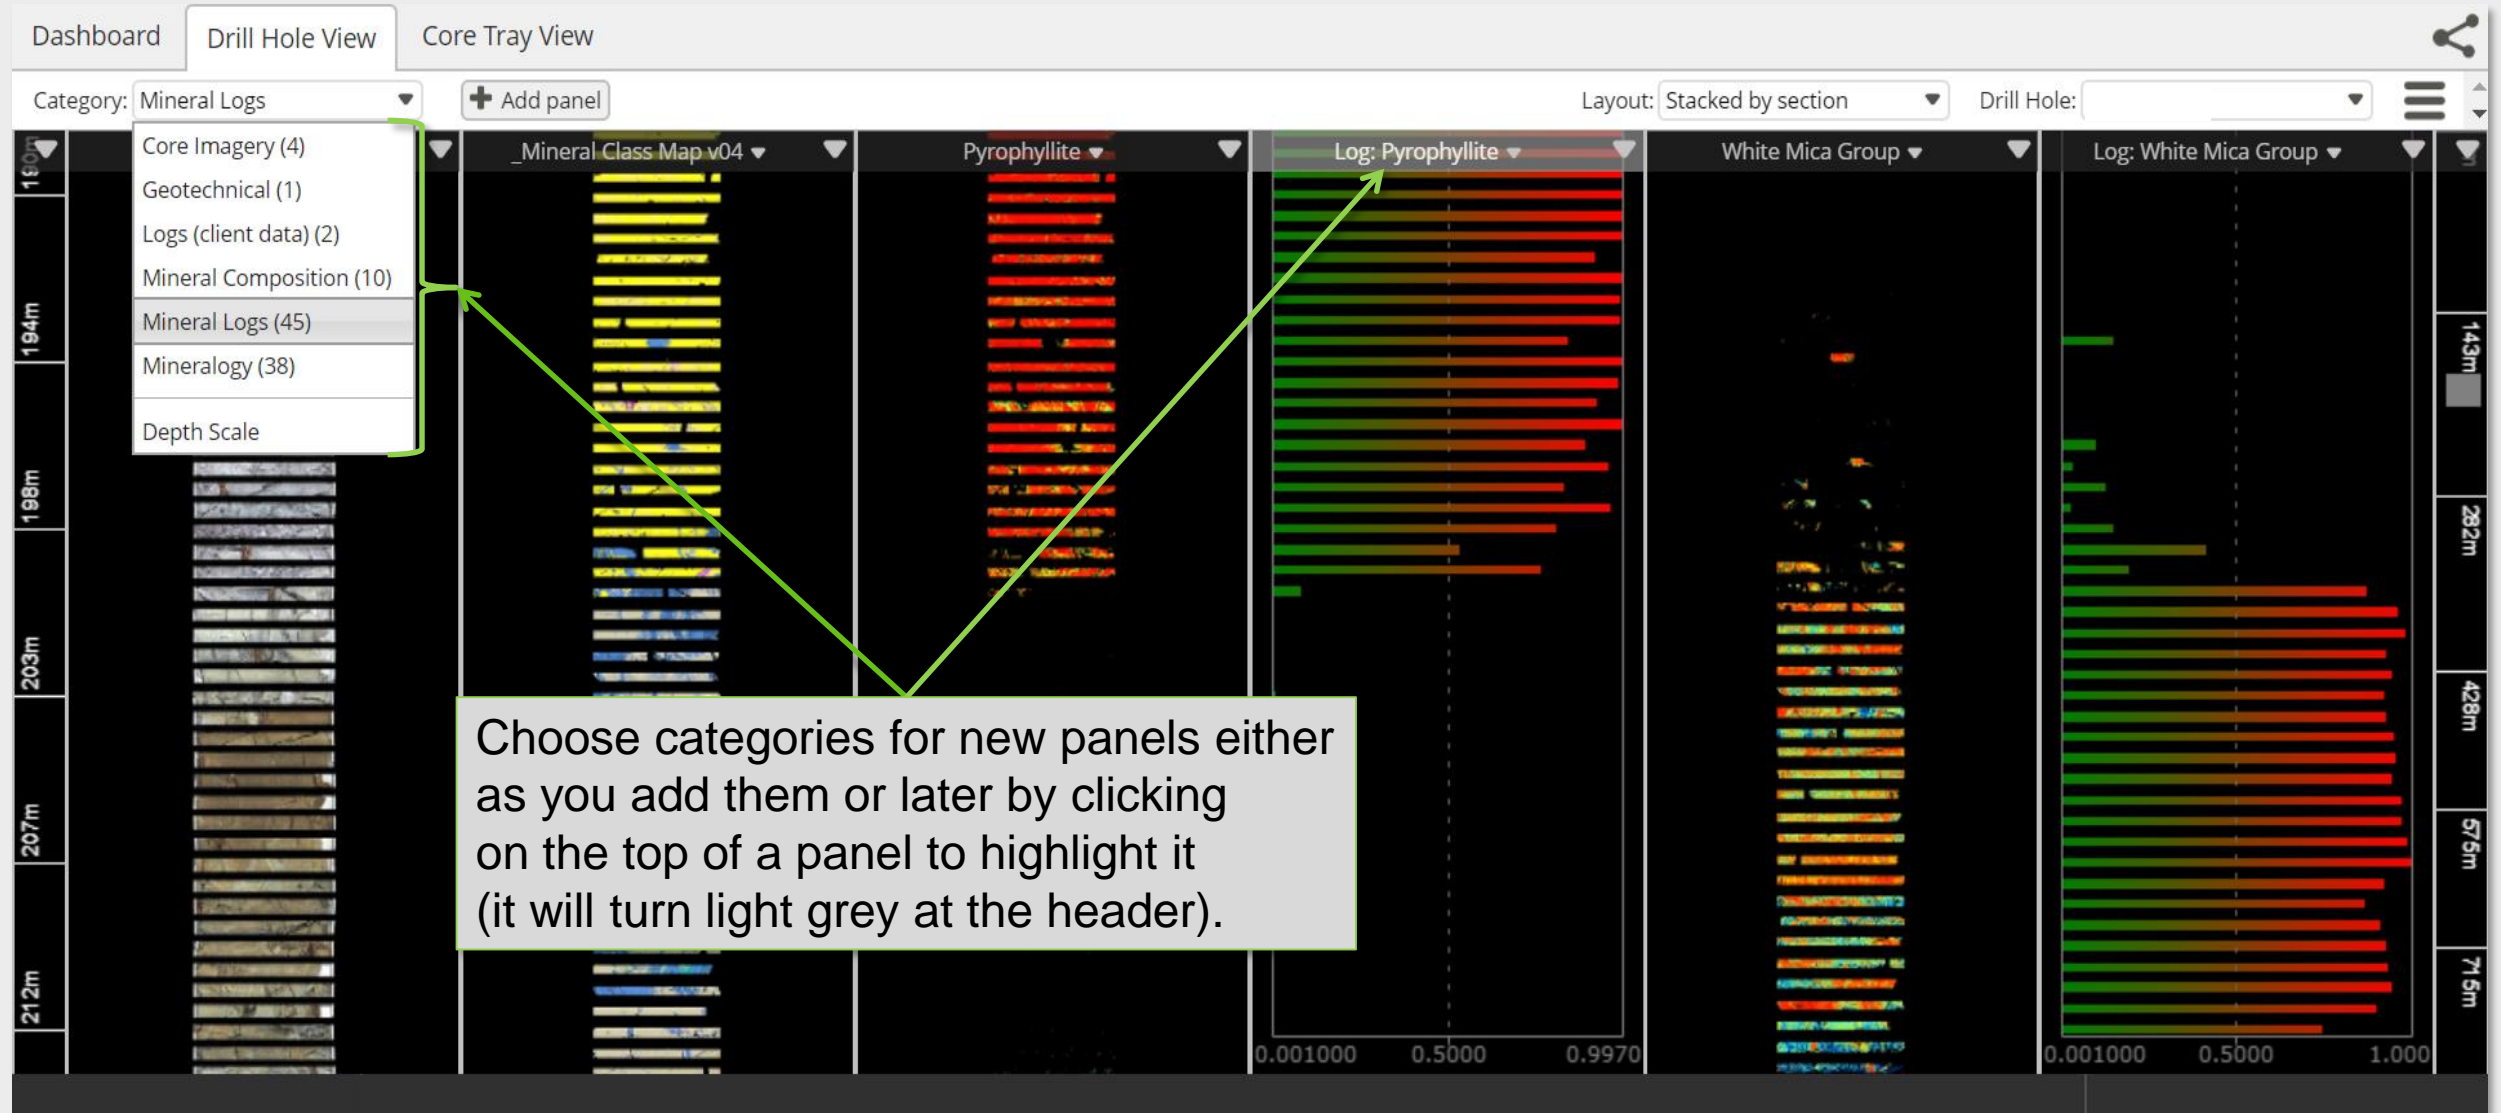 Dashboard
Drill Hole View
Core Tray View
Category: Mineral Logs
Add panel
Layout: Stacked by section
Drill Hole:
Core Imagery (4)
Geotechnical (1)
Logs (client data) (2)
Mineral Composition (10)
Mineral Logs (45)
Mineralogy (38)
Depth Scale
_Mineral Class Map v04
Pyrophyllite
Log: Pyrophyllite
White Mica Group
Log: White Mica Group
190m
194m
198m
203m
207m
212m
143m
282m
428m
575m
715m
Choose categories for new panels either
as you add them or later by clicking
on the top of a panel to highlight it
(it will turn light grey at the header).
0.001000 0.5000 0.9970
0.001000 0.5000 1.000